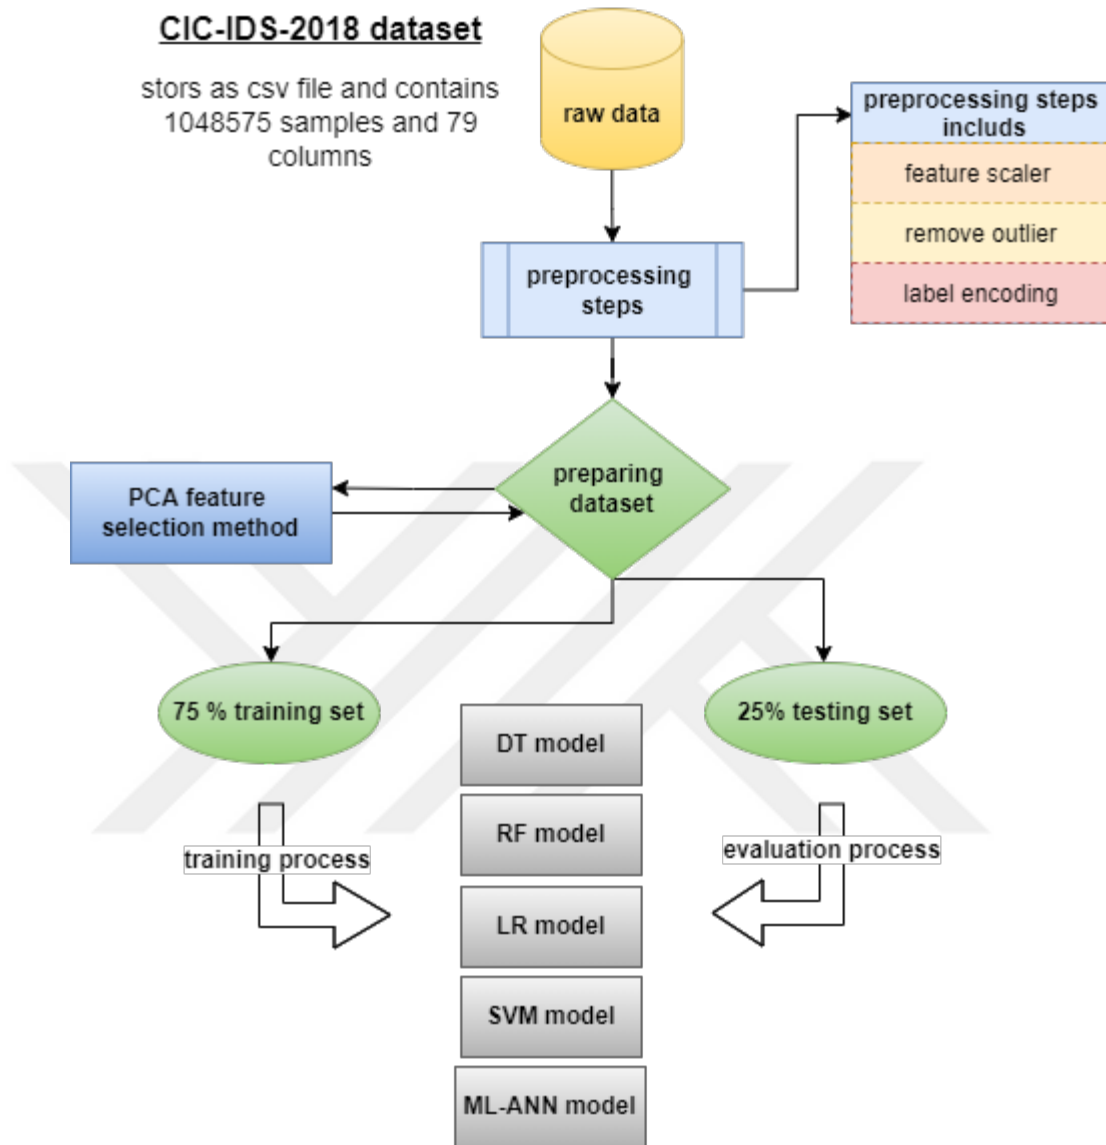 CIC-IDS-2018 dataset
stors as csv file and contains
1048575 samples and 79
columns
raw data
preprocessing steps
includs
feature scaler
remove outlier
label encoding
preprocessing
steps
preparing
dataset
PCA feature
selection method
75 % training set
25% testing set
DT model
RF model
training process
evaluation process
LR model
SVM model
ML-ANN model